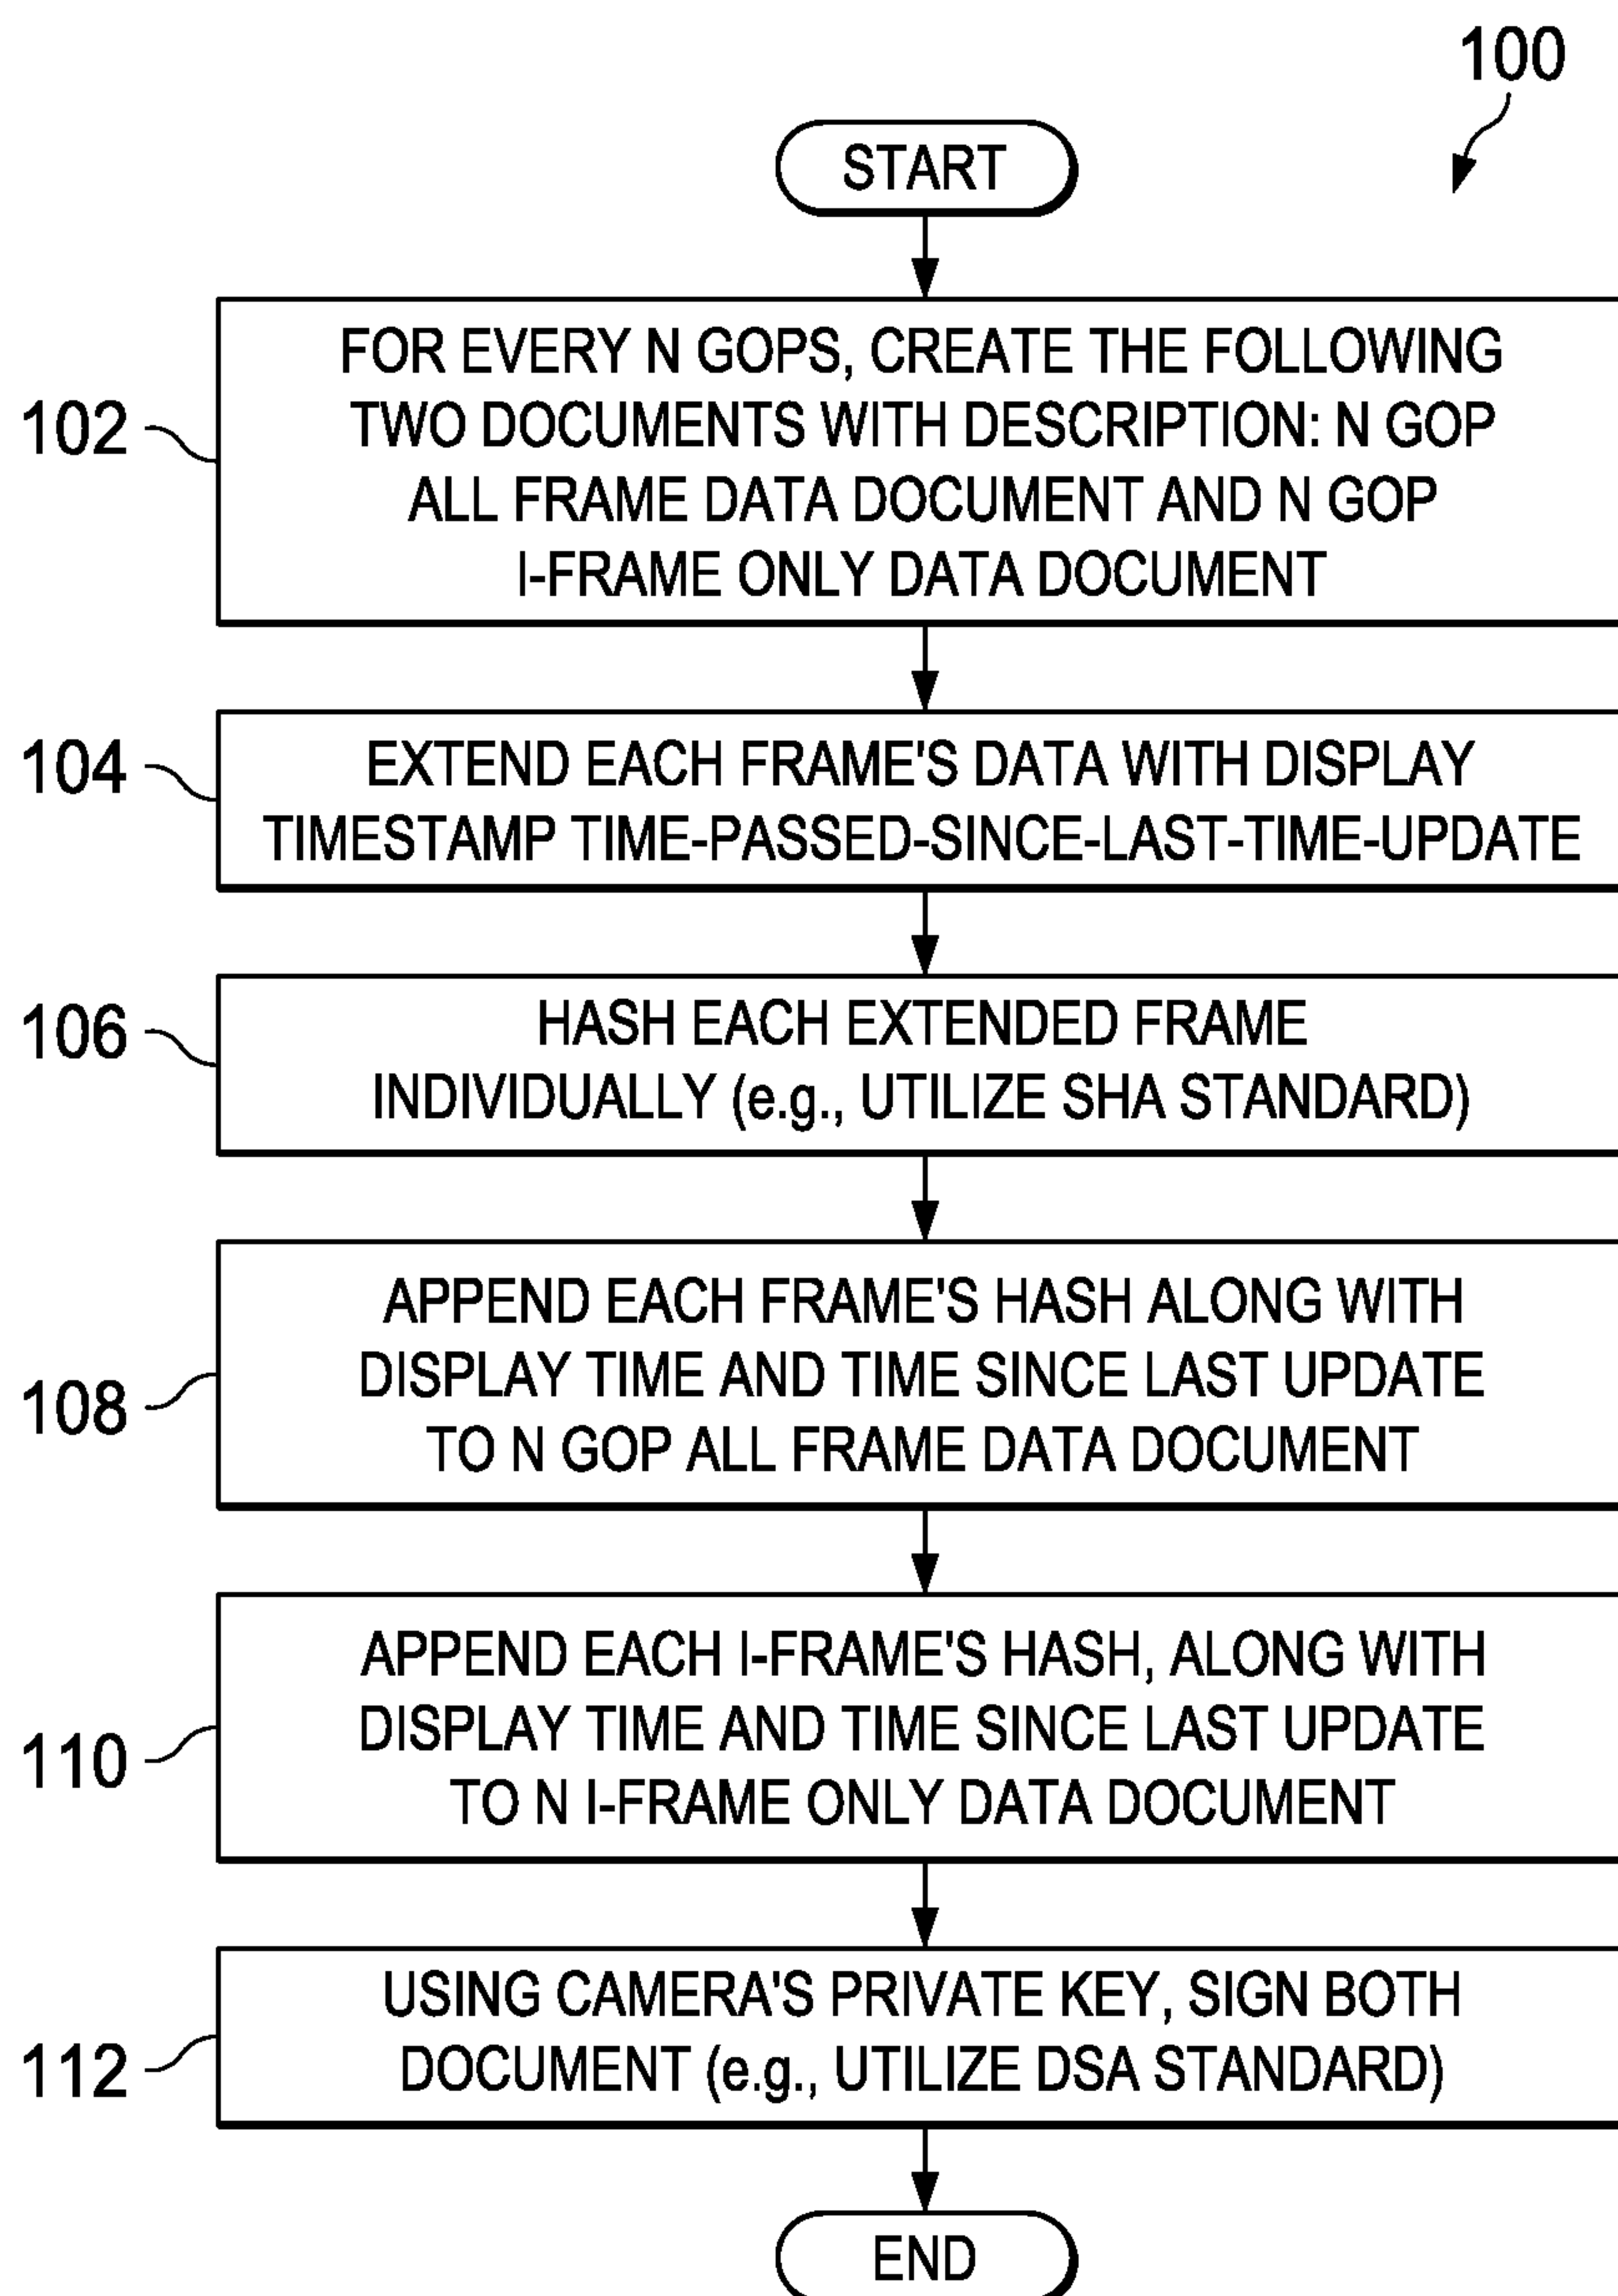 100
START
102
FOR EVERY N GOPS, CREATE THE FOLLOWING
TWO DOCUMENTS WITH DESCRIPTION: N GOP
ALL FRAME DATA DOCUMENT AND N GOP
I-FRAME ONLY DATA DOCUMENT
104
EXTEND EACH FRAME'S DATA WITH DISPLAY
TIMESTAMP TIME-PASSED-SINCE-LAST-TIME-UPDATE
106
HASH EACH EXTENDED FRAME
INDIVIDUALLY (e.g., UTILIZE SHA STANDARD)
108
APPEND EACH FRAME'S HASH ALONG WITH
DISPLAY TIME AND TIME SINCE LAST UPDATE
TO N GOP ALL FRAME DATA DOCUMENT
110
APPEND EACH I-FRAME'S HASH, ALONG WITH
DISPLAY TIME AND TIME SINCE LAST UPDATE
TO N I-FRAME ONLY DATA DOCUMENT
112
USING CAMERA'S PRIVATE KEY, SIGN BOTH
DOCUMENT (e.g., UTILIZE DSA STANDARD)
END